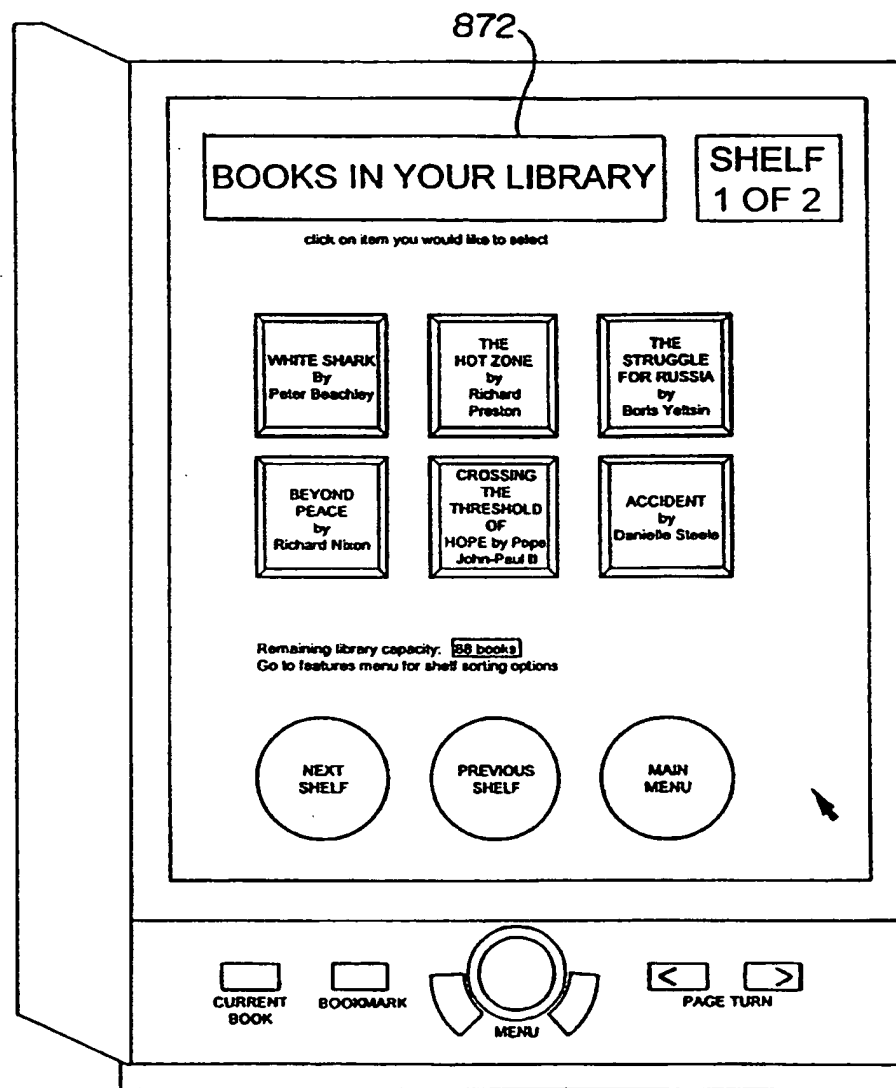 872
BOOKS IN YOUR LIBRARY
SHELF
1 OF 2
click on item you would like to select
WHITE SHARK
By
Peter Beachley
THE
HOT ZONE
by
Richard
Preston
THE
STRUGGLE
FOR RUSSIA
by
Boris Yeltsin
BEYOND
PEACE
by
Richard Nixon
CROSSING
THE
THRESHOLD
OF
HOPE by Pope
John-Paul II
ACCIDENT
by
Danielle Steele
Remaining library capacity: 88 books
Go to features menu for shelf sorting options
NEXT
SHELF
PREVIOUS
SHELF
MAIN
MENU
CURRENT
BOOK
BOOKMARK
MENU
< >
PAGE TURN